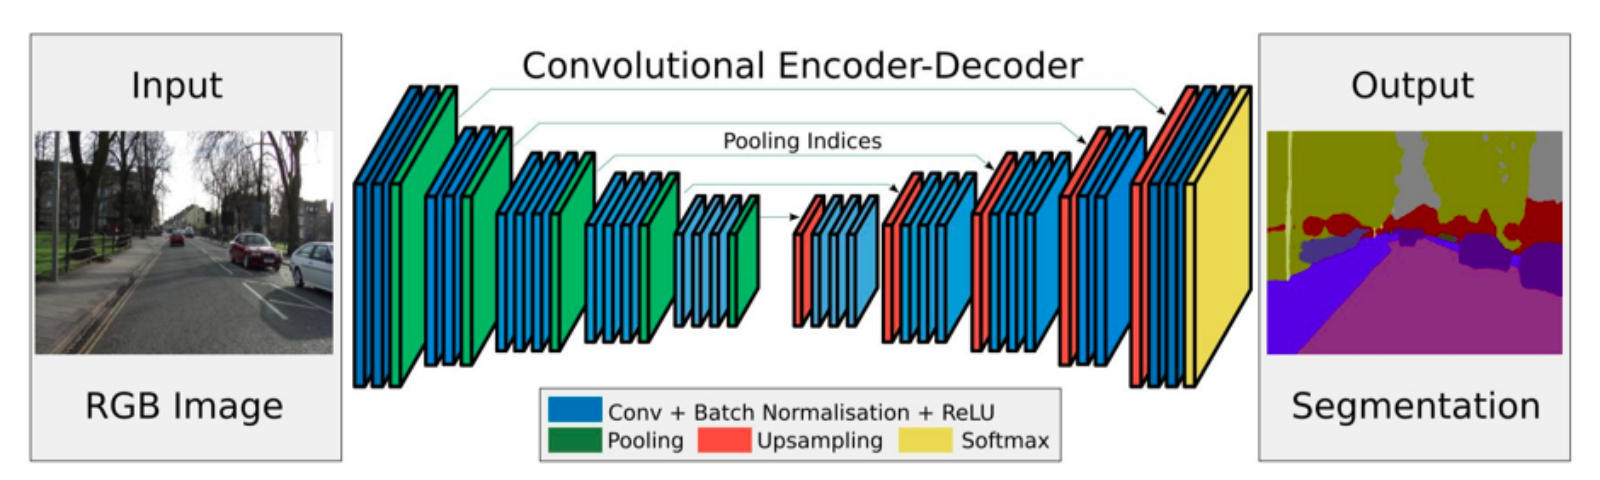 Input
RGB Image
Convolutional Encoder-Decoder
Pooling Indices
Conv + Batch Normalisation + ReLU
Pooling
Upsampling
Softmax
Output
Segmentation